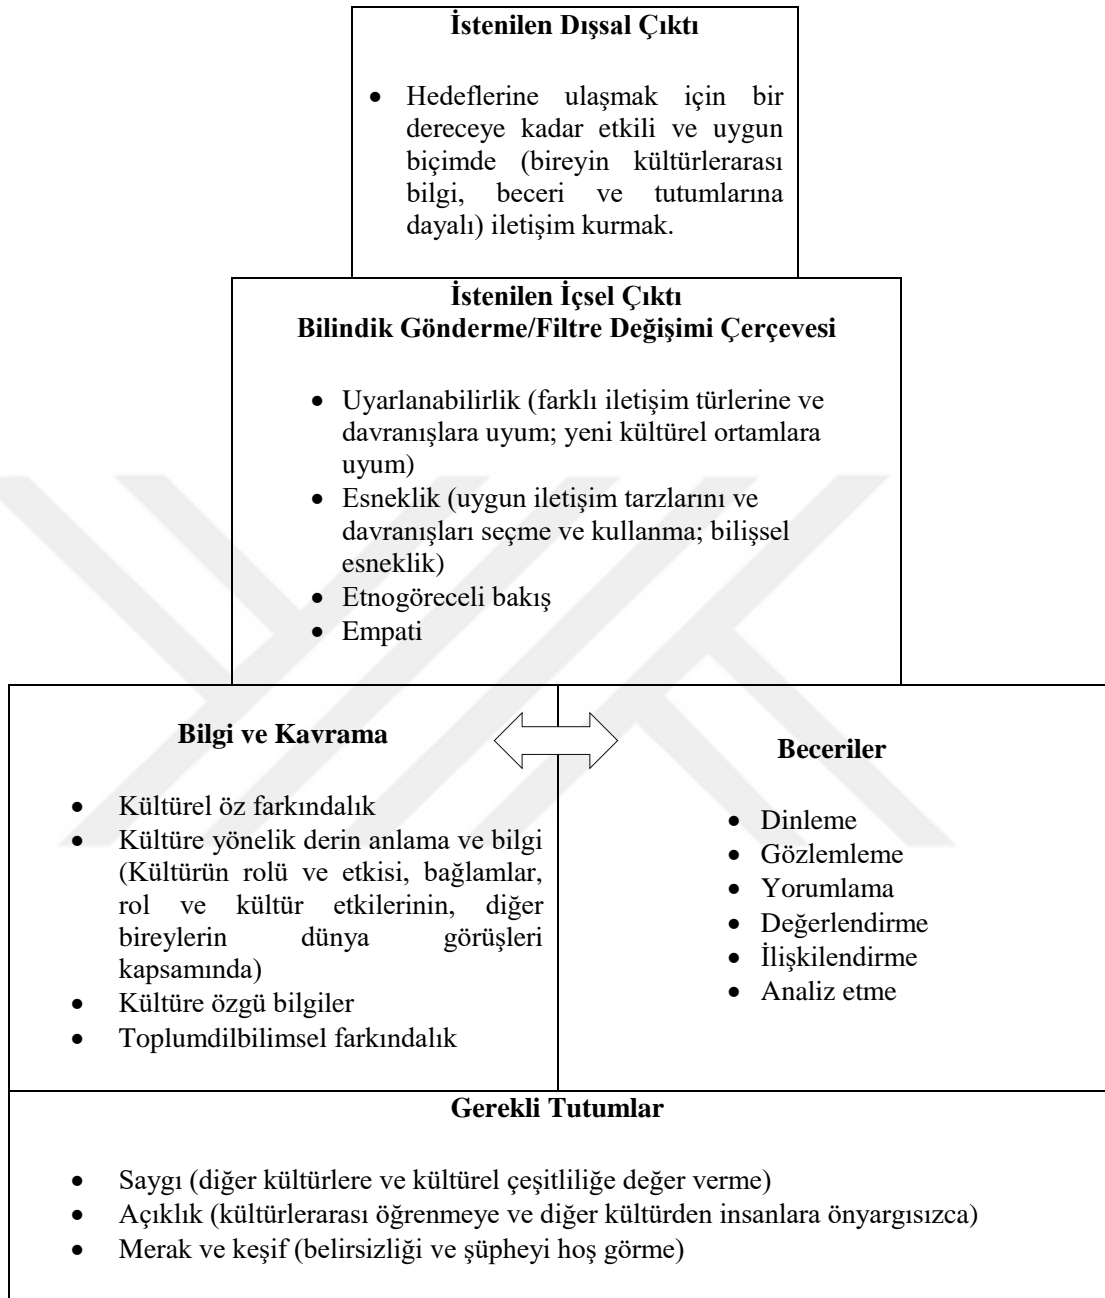 İstenilen Dışsal Çıktı
• Hedeflerine ulaşmak için bir
dereceye kadar etkili ve uygun
biçimde (bireyin kültürlerarası
bilgi, beceri ve tutumlarına
dayalı) iletişim kurmak.
İstenilen İçsel Çıktı
Bilindik Gönderme/Filtre Değişimi Çerçevesi
• Uyarlanabilirlik (farklı iletişim türlerine ve
davranışlara uyum; yeni kültürel ortamlara
uyum)
• Esneklik (uygun iletişim tarzlarını ve
davranışları seçme ve kullanma; bilişsel
esneklik)
• Etnogöreceli bakış
• Empati
Bilgi ve Kavrama
• Kültürel öz farkındalık
• Kültüre yönelik derin anlama ve bilgi
(Kültürün rolü ve etkisi, bağlamlar,
rol ve kültür etkilerinin, diğer
bireylerin dünya görüşleri
kapsamında)
• Kültüre özgü bilgiler
• Toplumdilbilimsel farkındalık
Beceriler
• Dinleme
• Gözlemleme
• Yorumlama
• Değerlendirme
• İlişkilendirme
• Analiz etme
Gerekli Tutumlar
• Saygı (diğer kültürlere ve kültürel çeşitliliğe değer verme)
• Açıklık (kültürlerarası öğrenmeye ve diğer kültürden insanlara önyargısızca)
• Merak ve keşif (belirsizliği ve şüpheyi hoş görme)